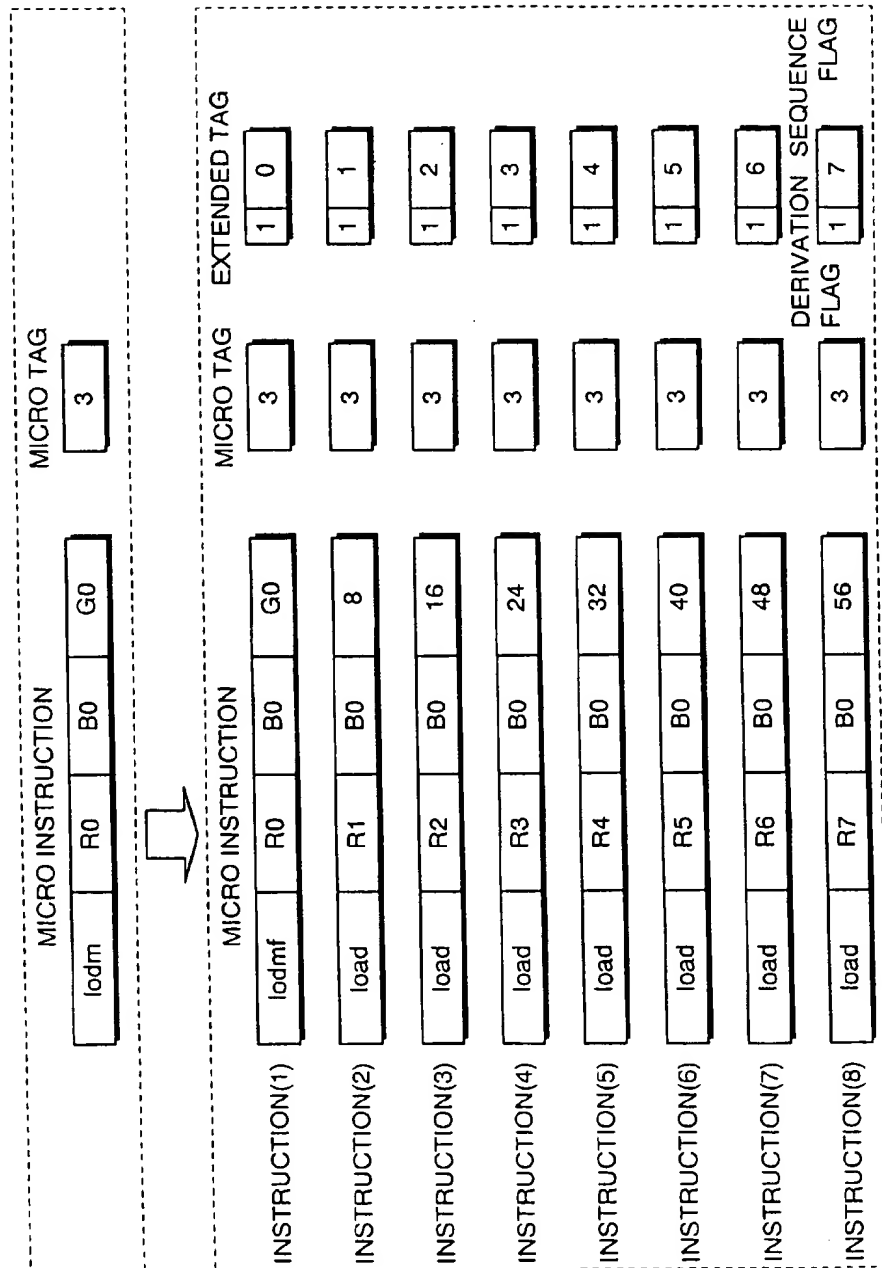 MICRO INSTRUCTION MICRO TAG
lodm R0 B0 G0 3
MICRO INSTRUCTION MICRO TAG EXTENDED TAG
INSTRUCTION(1) lodmf R0 B0 G0 3 1 0
INSTRUCTION(2) load R1 B0 8 3 1 1
INSTRUCTION(3) load R2 B0 16 3 1 2
INSTRUCTION(4) load R3 B0 24 3 1 3
INSTRUCTION(5) load R4 B0 32 3 1 4
INSTRUCTION(6) load R5 B0 40 3 1 5
INSTRUCTION(7) load R6 B0 48 3 1 6
DERIVATION SEQUENCE
FLAG FLAG
INSTRUCTION(8) load R7 B0 56 3 1 7